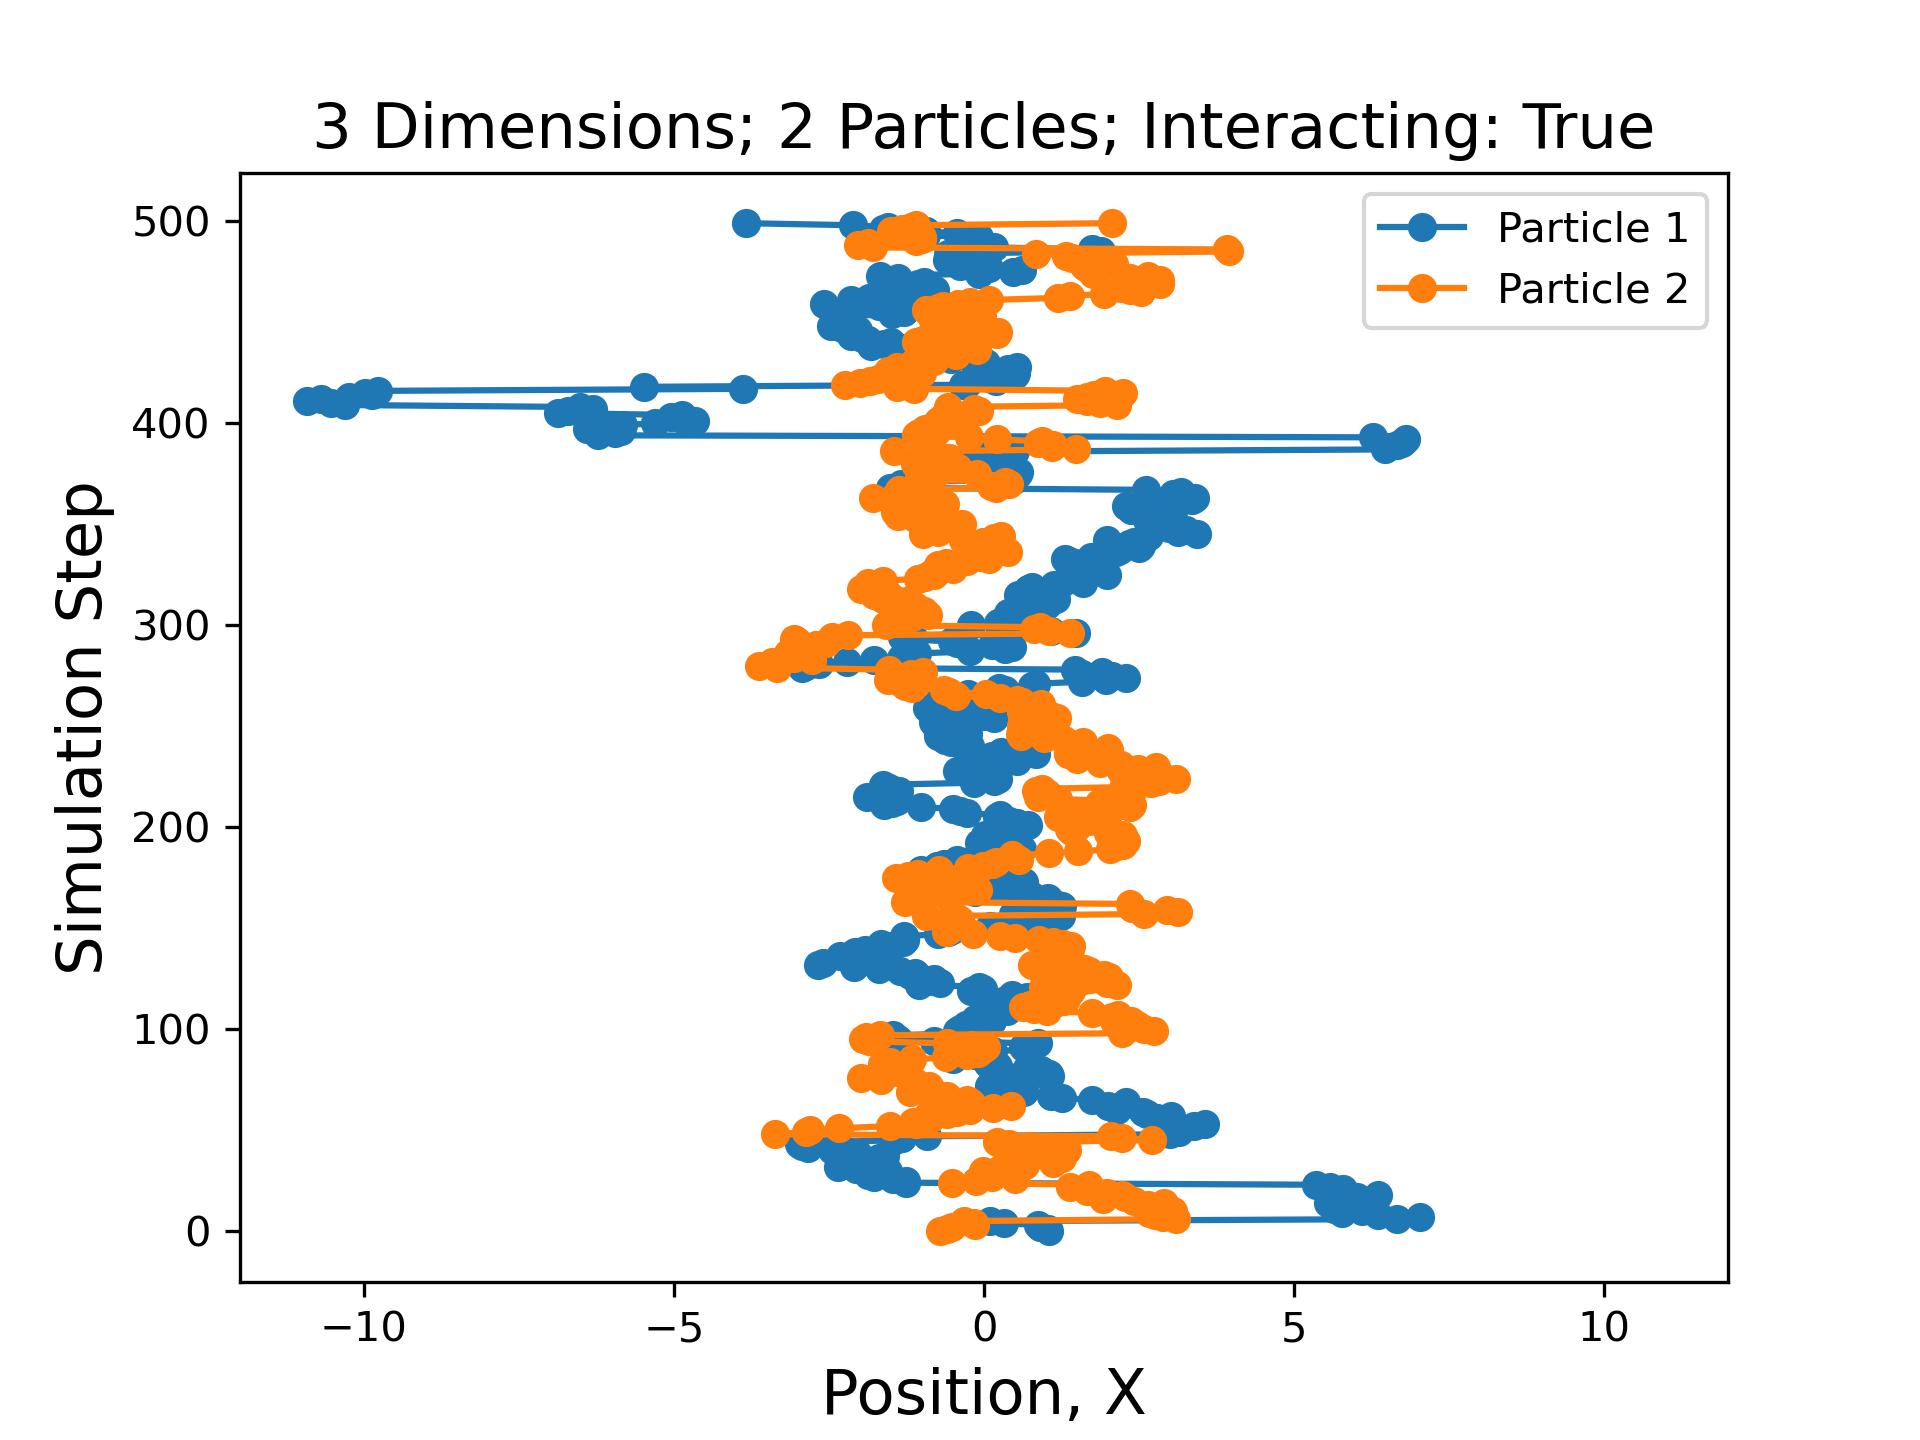 3 Dimensions; 2 Particles; Interacting: True
Particle 1
Particle 2
500
400
300
200
100
0
Simulation Step
−10
−5
0
5
10
Position, X